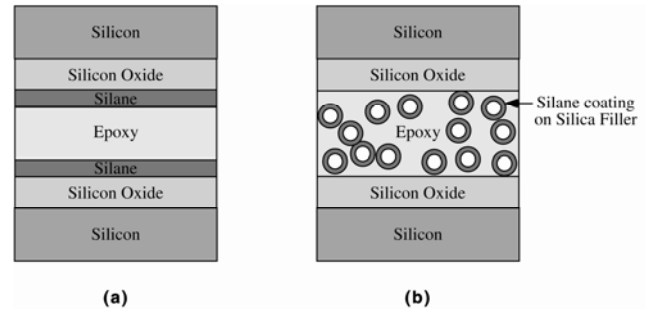 Silicon
Silicon Oxide
Silane
Epoxy
Silane
Silicon Oxide
Silicon
(a)
Silicon
Silicon Oxide
Epoxy
Silane coating
on Silica Filler
Silicon Oxide
Silicon
(b)